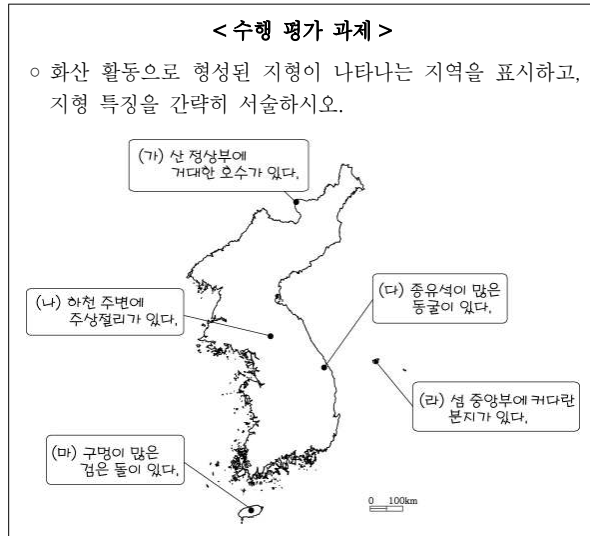 <수행 평가 과제>
○ 화산 활동으로 형성된 지형이 나타나는 지역을 표시하고,
지형 특징을 간략히 서술하시오.
(가) 산 정상부에
거대한 호수가 있다.
(나) 하천 주변에
주상절리가 있다.
(다) 종유석이 많은
동굴이 있다.
(라) 섬 중앙부에 커다란
분지가 있다.
(마) 구멍이 많은
검은 돌이 있다.
0 100km